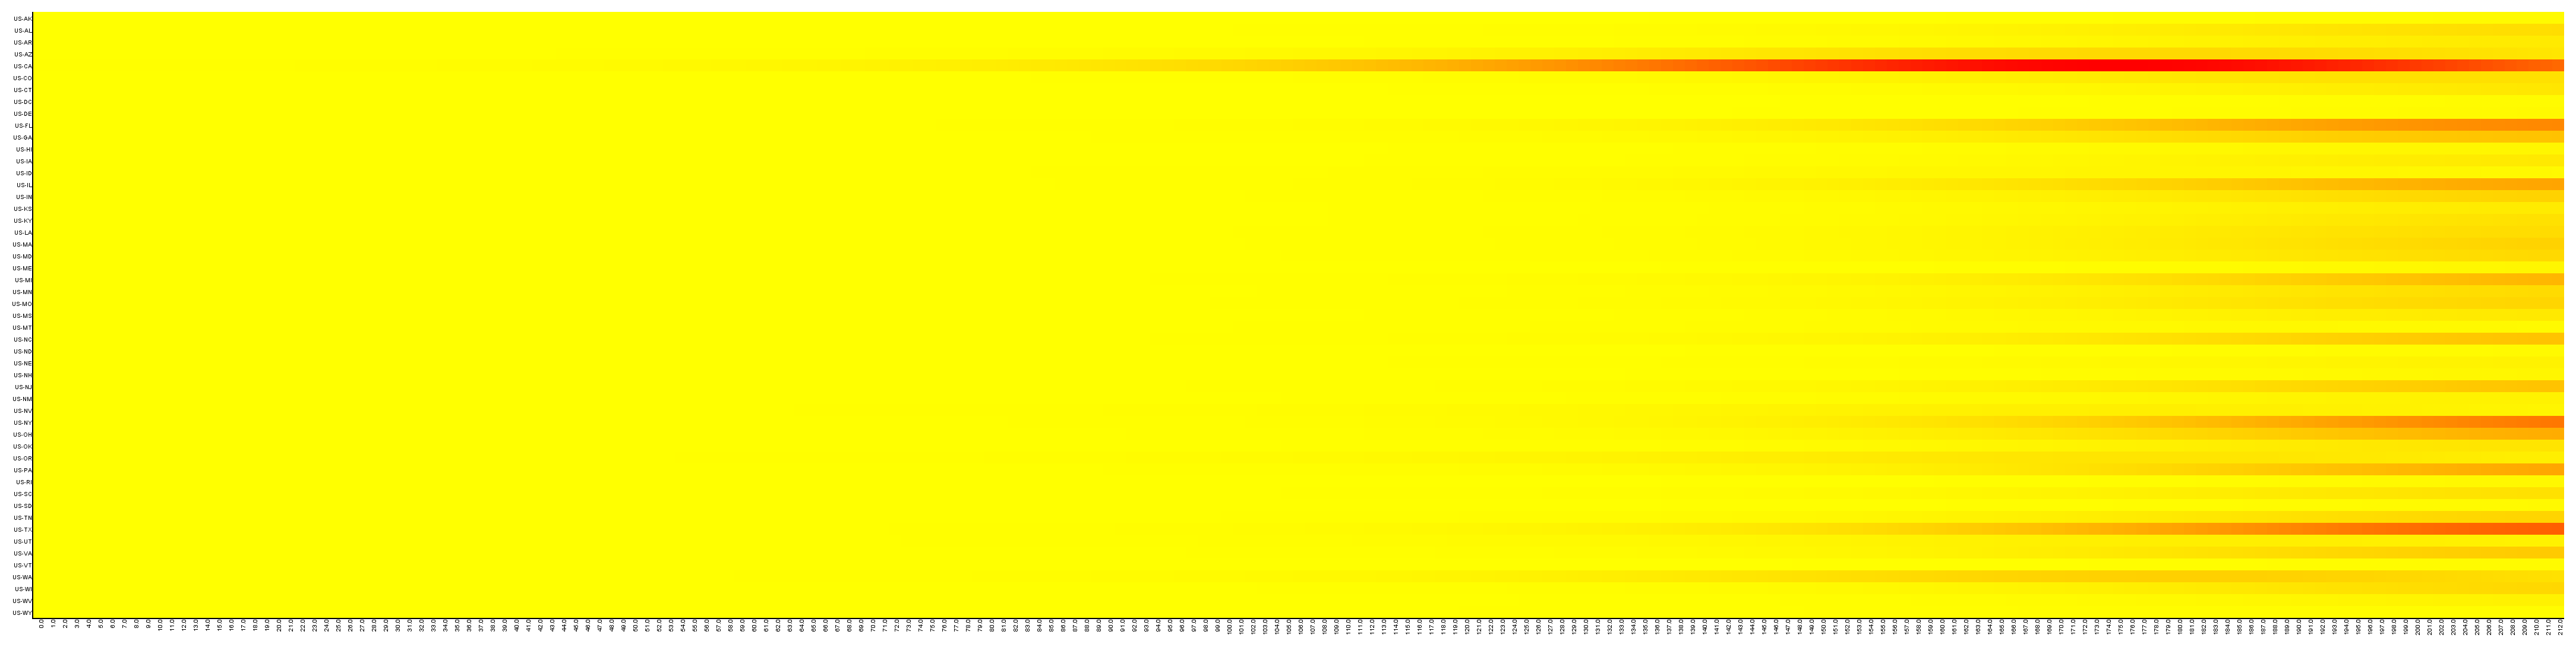 US-AK
US-AL
US-AR
US-AZ
US-CA
US-CO
US-CT
US-DC
US-DE
US-FL
US-GA
US-HI
US-IA
US-ID
US-IL
US-IN
US-KS
US-KY
US-LA
US-MA
US-MD
US-ME
US-MI
US-MN
US-MO
US-MS
US-MT
US-NC
US-ND
US-NE
US-NH
US-NJ
US-NM
US-NV
US-NY
US-OH
US-OK
US-OR
US-PA
US-RI
US-SC
US-SD
US-TN
US-TX
US-UT
US-VA
US-VT
US-WA
US-WI
US-WV
US-WY
0.0 1.0 2.0 3.0 4.0 5.0 6.0 7.0 8.0 9.0 10.0 11.0 12.0 13.0 14.0 15.0 16.0 17.0 18.0 19.0 20.0 21.0 22.0 23.0 24.0 25.0 26.0 27.0 28.0 29.0 30.0 31.0 32.0 33.0 34.0 35.0 36.0 37.0 38.0 39.0 40.0 41.0 42.0 43.0 44.0 45.0 46.0 47.0 48.0 49.0 50.0 51.0 52.0 53.0 54.0 55.0 56.0 57.0 58.0 59.0 60.0 61.0 62.0 63.0 64.0 65.0 66.0 67.0 68.0 69.0 70.0 71.0 72.0 73.0 74.0 75.0 76.0 77.0 78.0 79.0 80.0 81.0 82.0 83.0 84.0 85.0 86.0 87.0 88.0 89.0 90.0 91.0 92.0 93.0 94.0 95.0 96.0 97.0 98.0 99.0 100.0 101.0 102.0 103.0 104.0 105.0 106.0 107.0 108.0 109.0 110.0 111.0 112.0 113.0 114.0 115.0 116.0 117.0 118.0 119.0 120.0 121.0 122.0 123.0 124.0 125.0 126.0 127.0 128.0 129.0 130.0 131.0 132.0 133.0 134.0 135.0 136.0 137.0 138.0 139.0 140.0 141.0 142.0 143.0 144.0 145.0 146.0 147.0 148.0 149.0 150.0 151.0 152.0 153.0 154.0 155.0 156.0 157.0 158.0 159.0 160.0 161.0 162.0 163.0 164.0 165.0 166.0 167.0 168.0 169.0 170.0 171.0 172.0 173.0 174.0 175.0 176.0 177.0 178.0 179.0 180.0 181.0 182.0 183.0 184.0 185.0 186.0 187.0 188.0 189.0 190.0 191.0 192.0 193.0 194.0 195.0 196.0 197.0 198.0 199.0 200.0 201.0 202.0 203.0 204.0 205.0 206.0 207.0 208.0 209.0 210.0 211.0 212.0